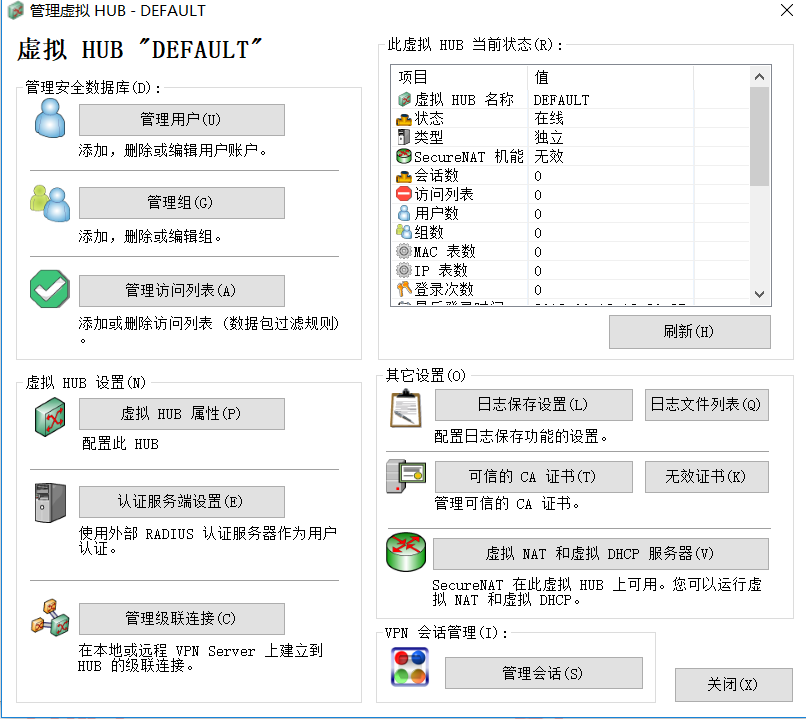 管理虚拟 HUB - DEFAULT
虚拟 HUB "DEFAULT"
管理安全数据库(D):
管理用户(U)
添加，删除或编辑用户账户。
管理组(G)
添加，删除或编辑组。
管理访问列表(A)
添加或删除访问列表 (数据包过滤规则)
。
虚拟 HUB 设置(N)
虚拟 HUB 属性(P)
配置此 HUB
认证服务端设置(E)
使用外部 RADIUS 认证服务器作为用户
认证。
管理级联连接(C)
在本地或远程 VPN Server 上建立到
HUB 的级联连接。
此虚拟 HUB 当前状态(R):
项目 值
虚拟 HUB 名称 DEFAULT
状态 在线
类型 独立
SecureNAT 机能 无效
会话数 0
访问列表 0
用户数 0
组数 0
MAC 表数 0
IP 表数 0
登录次数 0
刷新(H)
其它设置(O)
日志保存设置(L) 日志文件列表(Q)
配置日志保存功能的设置。
可信的 CA 证书(T) 无效证书(K)
管理可信的 CA 证书。
虚拟 NAT 和虚拟 DHCP 服务器(V)
SecureNAT 在此虚拟 HUB 上可用。您可以运行虚
拟 NAT 和虚拟 DHCP。
VPN 会话管理(I):
管理会话(S)
关闭(X)